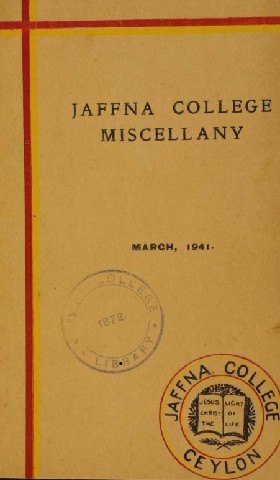 JAFFNA COLLEGE
MISCELLANY
MARCH, 1941.
COLLEGE
1872.
LIBRARY
JAFFNA COLLEGE
JESUS LIGHT
CHRIST OF
THE LIFE
CEYLON